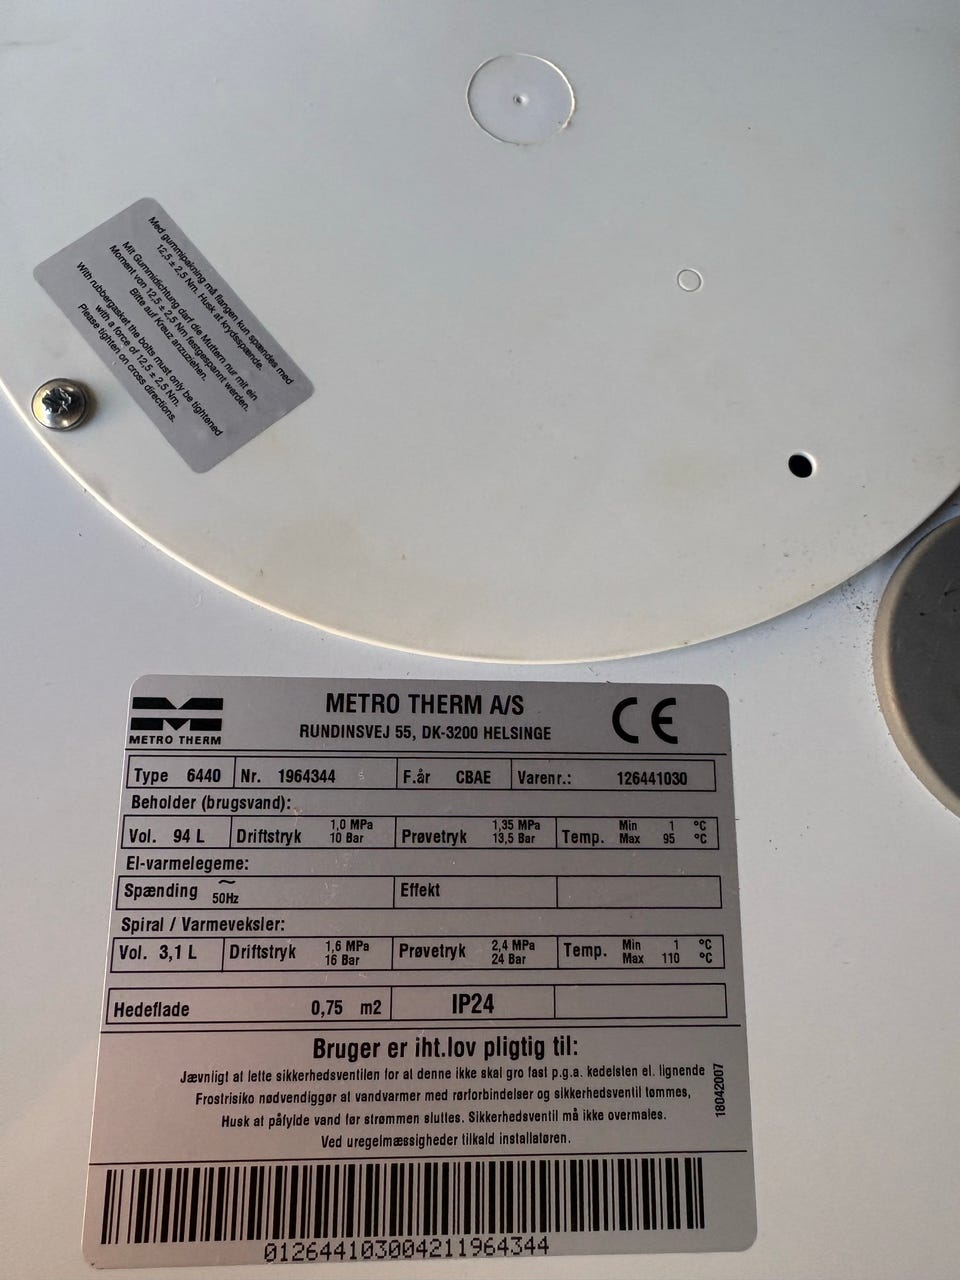 Med gummipakning må flangen kun spændes med
12,5 ± 2,5 Nm. Husk at krydsspænde.
Mit Gummidichtung darf die Muttern nur mit ein
Moment von 12,5 ± 2,5 Nm festgespannt werden.
Bitte auf Kreuz anzuziehen.
With rubbergasket the bolts must only be tightened
with a force of 12,5 ± 2,5 Nm.
Please tighten on cross directions.
METRO THERM
METRO THERM A/S
RUNDINSVEJ 55, DK-3200 HELSINGE
CE
Type 6440 Nr. 1964344 F.år CBAE Varenr.: 126441030
Beholder (brugsvand):
Vol. 94 L Driftstryk 1,0 MPa 10 Bar Prøvetryk 1,35 MPa 13,5 Bar Temp. Min 1 °C Max 95 °C
El-varmelegeme:
Spænding ~ 50Hz Effekt
Spiral / Varmeveksler:
Vol. 3,1 L Driftstryk 1,6 MPa 16 Bar Prøvetryk 2,4 MPa 24 Bar Temp. Min 1 °C Max 110 °C
Hedeflade 0,75 m2 IP24
Bruger er iht.lov pligtig til:
Jævnligt at lette sikkerhedsventilen for at denne ikke skal gro fast p.g.a. kedelsten el. lignende
Frostrisiko nødvendiggør at vandvarmer med rørforbindelser og sikkerhedsventil tømmes,
Husk at påfylde vand før strømmen sluttes. Sikkerhedsventil må ikke overmales.
Ved uregelmæssigheder tilkald installatøren.
18042007
012644103004211964344